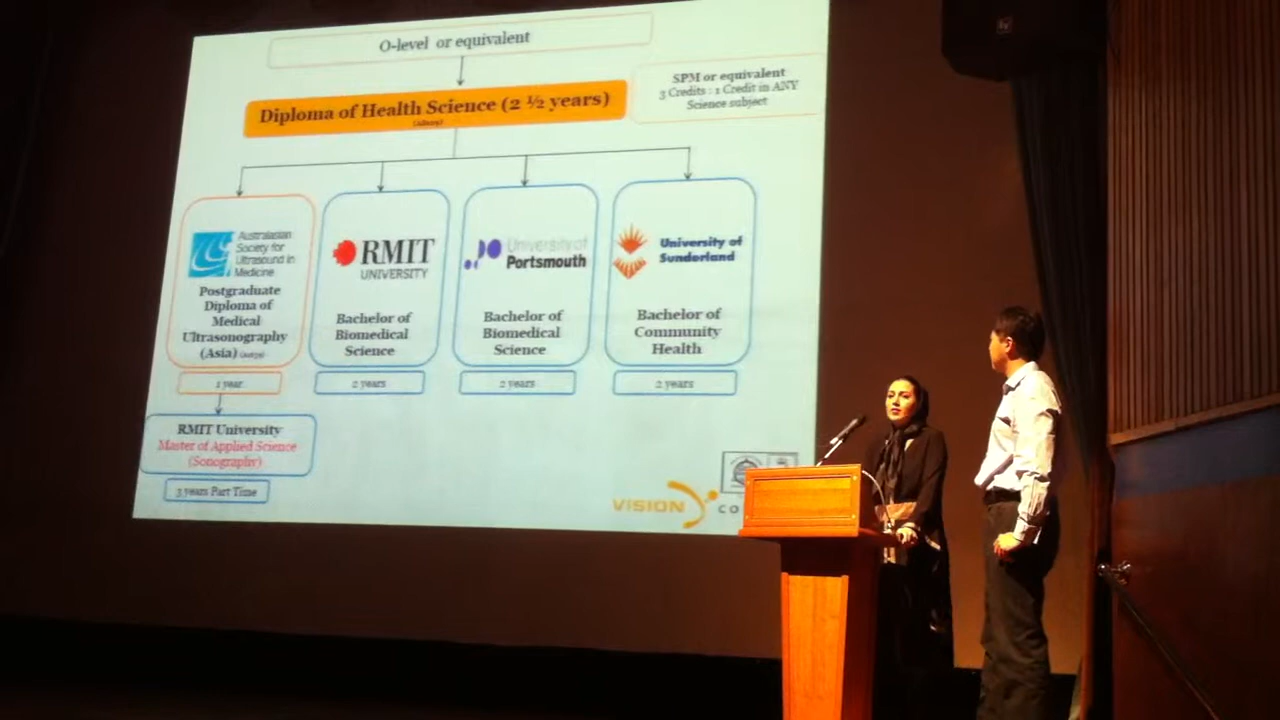 O-level or equivalent
SPM or equivalent
3 Credits : 1 Credit in ANY
Science subject
Diploma of Health Science (2 ½ years)
Australasian
Society for
Ultrasound in
Medicine
Postgraduate
Diploma of
Medical
Ultrasonography
(Asia)
1 year
RMIT
UNIVERSITY
Bachelor of
Biomedical
Science
2 years
University of
Portsmouth
Bachelor of
Biomedical
Science
2 years
University of
Sunderland
Bachelor of
Community
Health
2 years
RMIT University
Master of Applied Science
(Sonography)
3 years Part Time
VISION CO